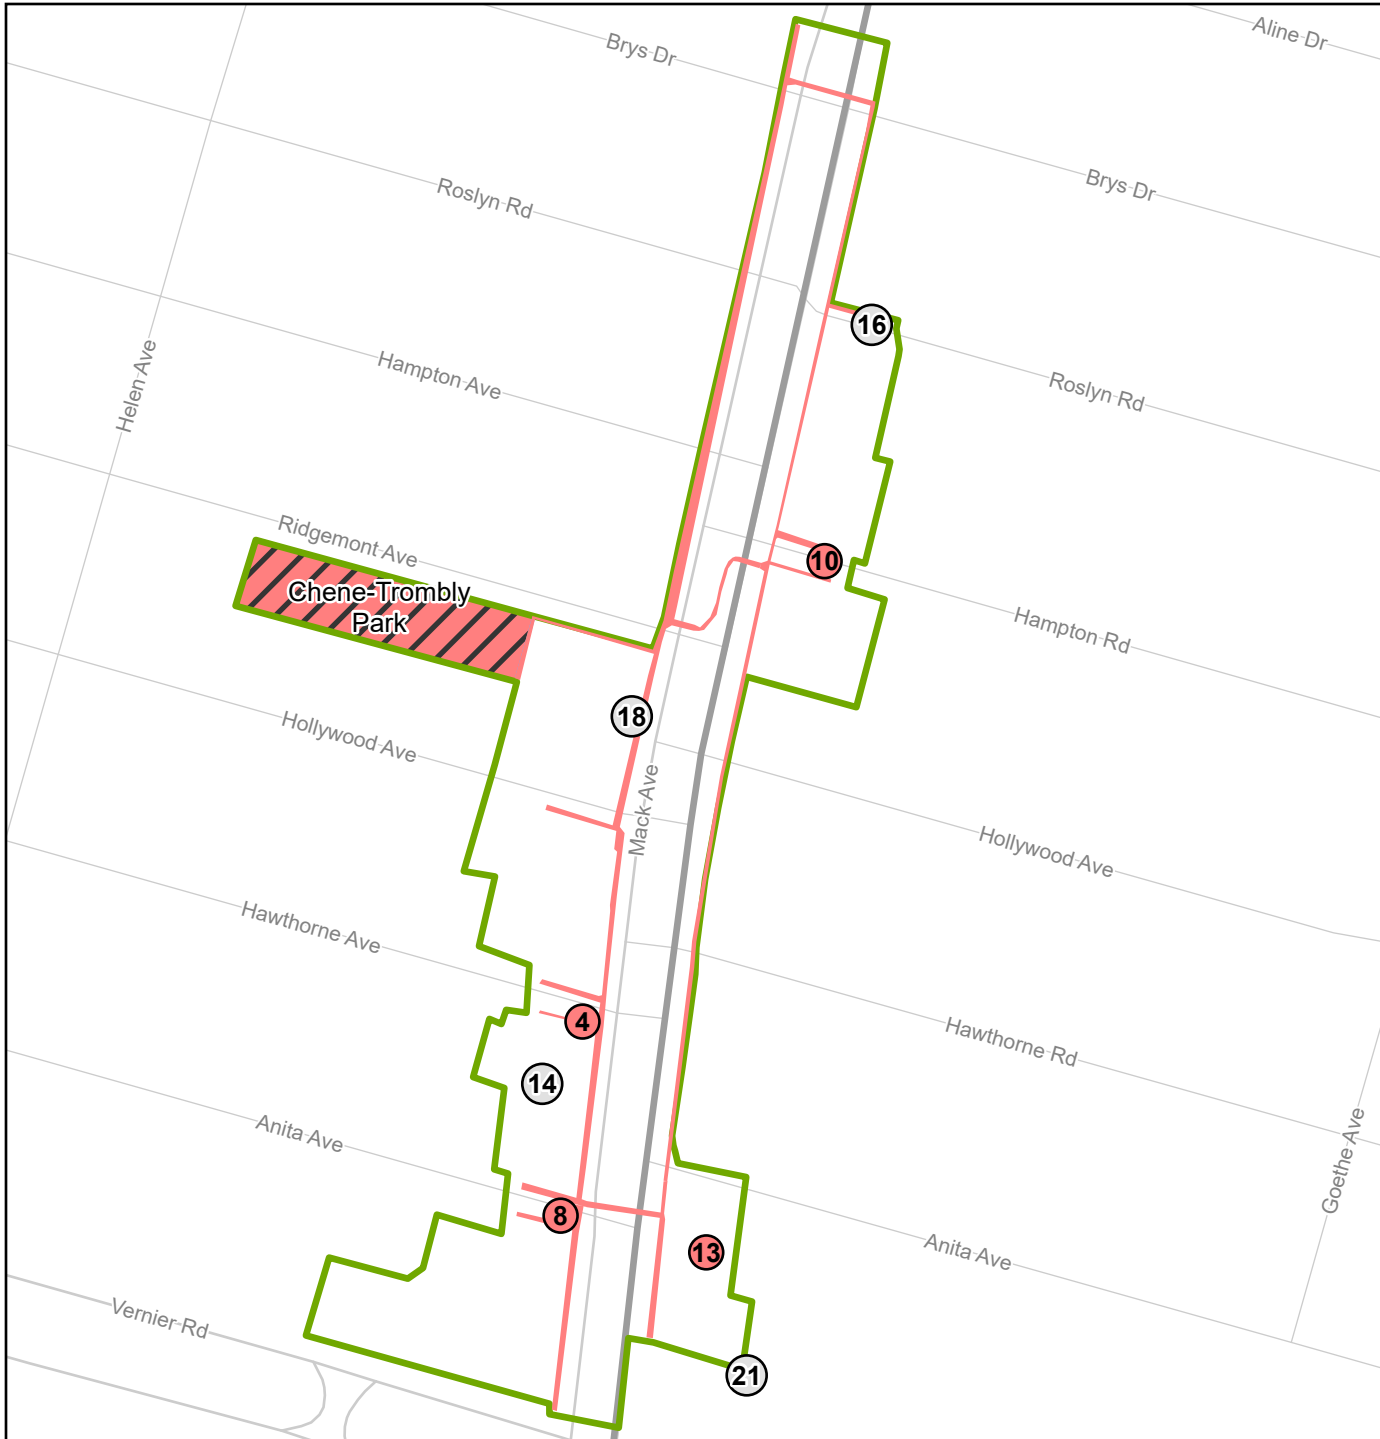 Aline Dr
Brys Dr
Brys Dr
Roslyn Rd
16
Helen Ave
Hampton Ave
Roslyn Rd
Ridgemont Ave
10
Chene-Trombly
Park
Hampton Rd
18
Hollywood Ave
Mack Ave
Hollywood Ave
Hawthorne Ave
4
Hawthorne Rd
14
Anita Ave
Goethe Ave
8
13
Anita Ave
Vernier Rd
21